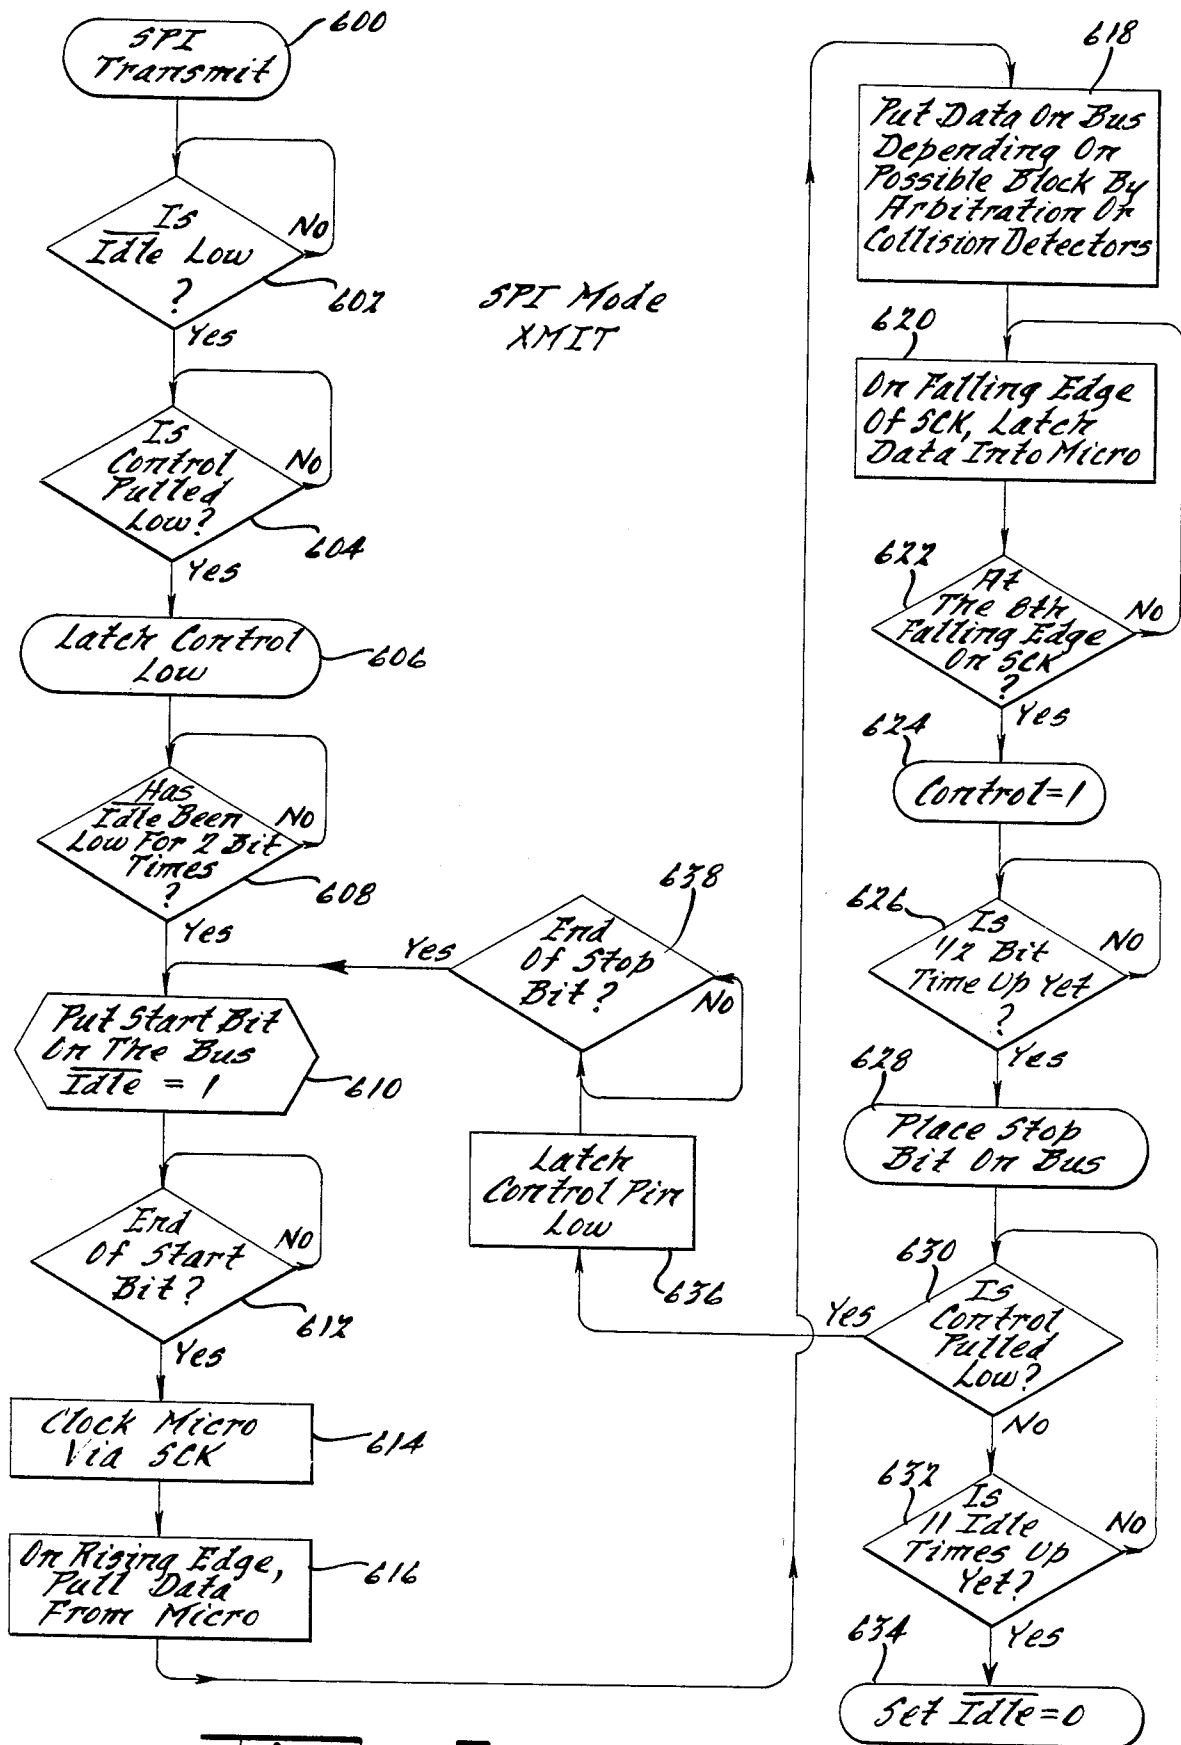 SPI
Transmit
600
Is
Idle Low
?
No
602
Yes
SPI Mode
XMIT
Is
Control
Pulled
Low?
No
604
Yes
Latch Control
Low
606
Has
Idle Been
Low For 2 Bit
Times
?
No
608
Yes
Put Start Bit
On The Bus
Idle = 1
610
End
Of Start
Bit?
No
612
Yes
Clock Micro
Via SCK
614
On Rising Edge,
Pull Data
From Micro
616
638
End
Of Stop
Bit?
Yes
No
Latch
Control Pin
Low
636
618
Put Data On Bus
Depending On
Possible Block By
Arbitration Or
Collision Detectors
620
On Falling Edge
Of SCK, Latch
Data Into Micro
622
At
The 8th
Falling Edge
On SCK
?
No
Yes
624
Control=1
626
Is
1/2 Bit
Time Up Yet
?
No
Yes
628
Place Stop
Bit On Bus
630
Is
Control
Pulled
Low?
Yes
No
632
Is
11 Idle
Times Up
Yet?
No
Yes
634
Set Idle=0